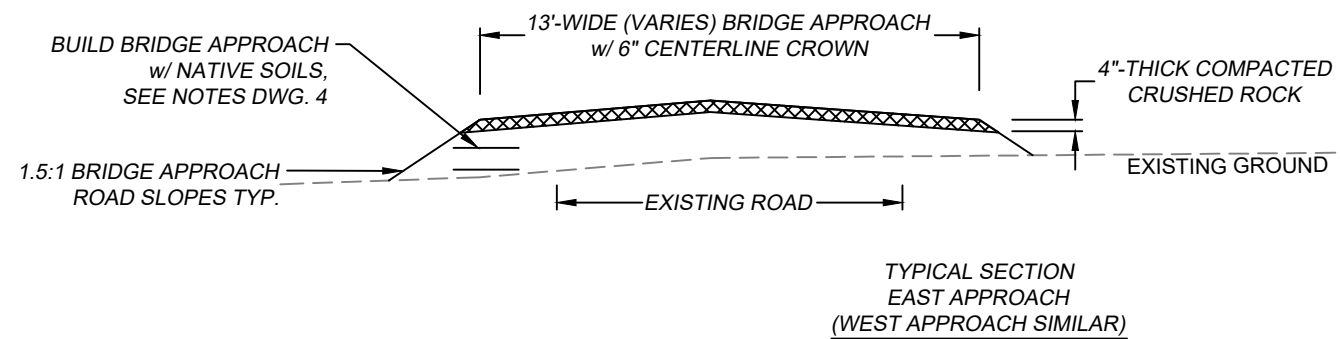 13'-WIDE (VARIES) BRIDGE APPROACH
w/ 6" CENTERLINE CROWN
BUILD BRIDGE APPROACH
w/ NATIVE SOILS,
SEE NOTES DWG. 4
4"-THICK COMPACTED
CRUSHED ROCK
1.5:1 BRIDGE APPROACH
ROAD SLOPES TYP.
EXISTING GROUND
EXISTING ROAD
TYPICAL SECTION
EAST APPROACH
(WEST APPROACH SIMILAR)